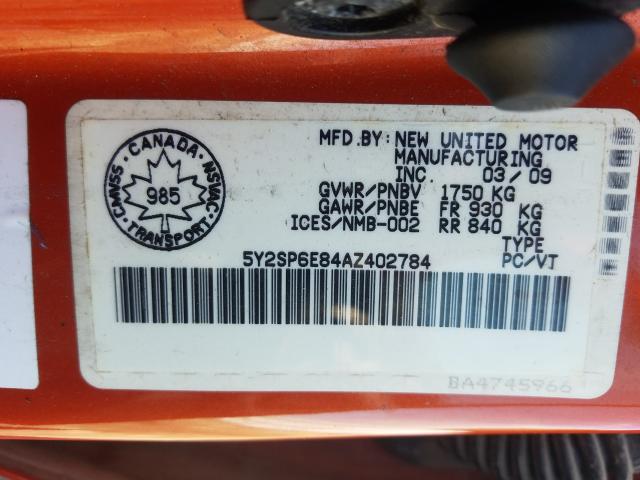 CANADA
CMVSS
NSVAC
985
TRANSPORT
MFD.BY: NEW UNITED MOTOR
MANUFACTURING
INC. 03/09
GVWR/PNBV 1750 KG
GAWR/PNBE FR 930 KG
ICES/NMB-002 RR 840 KG
TYPE
5Y2SP6E84AZ402784 PC/VT
BA4745966